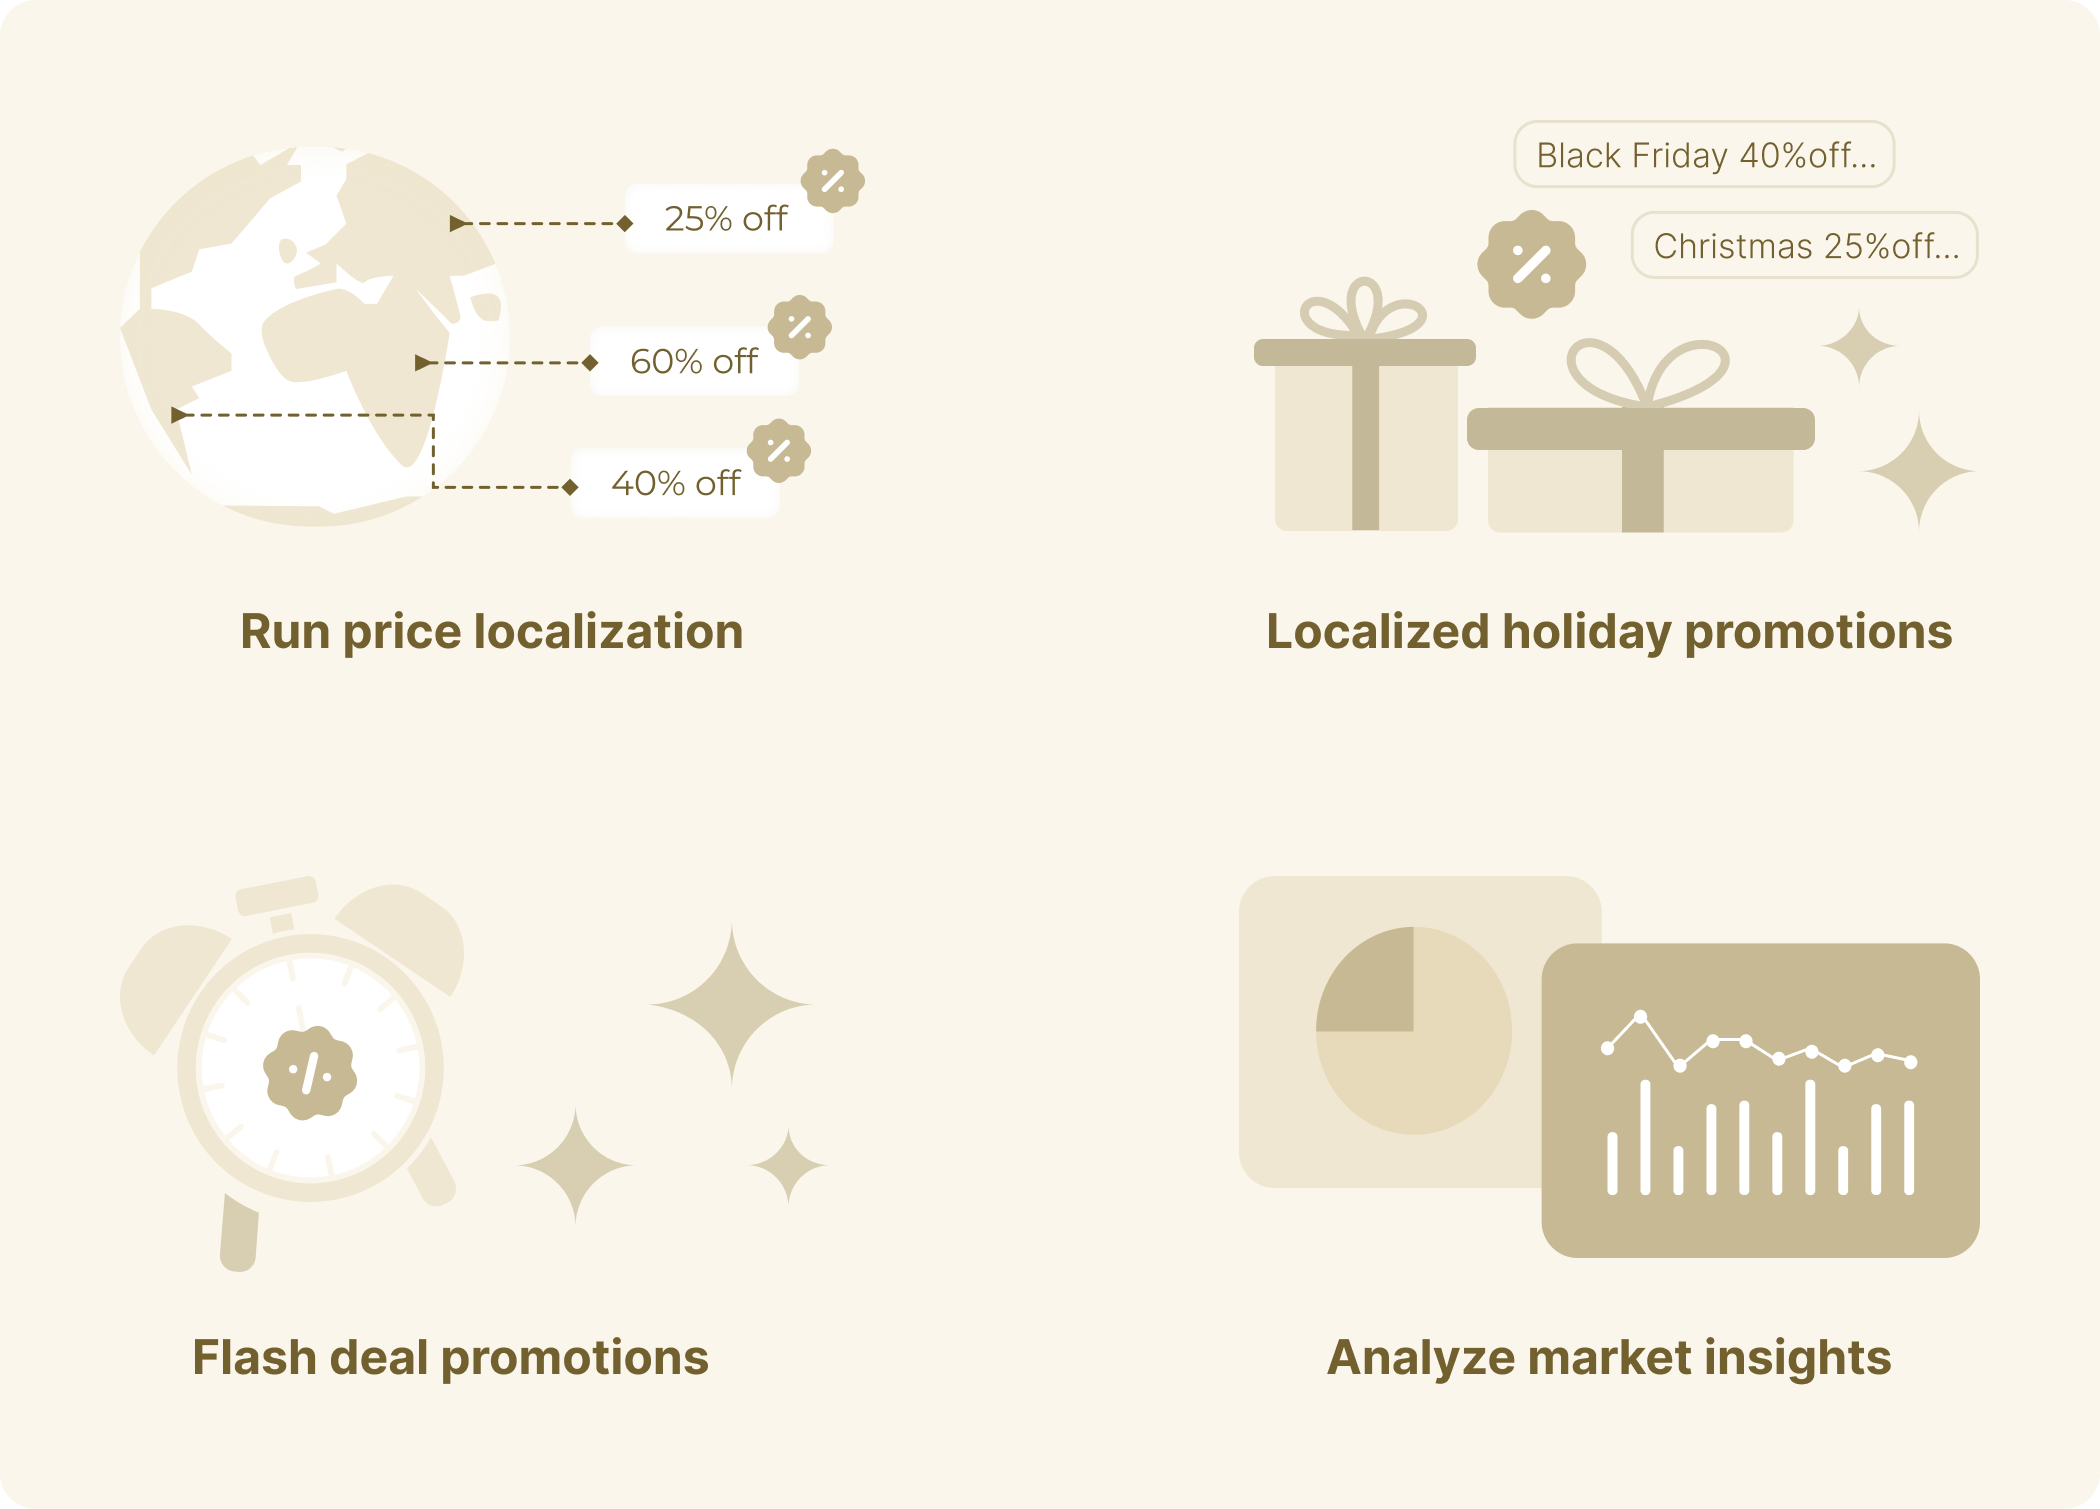 25% off
60% off
40% off
Run price localization
Black Friday 40%off...
Christmas 25%off...
Localized holiday promotions
Flash deal promotions
Analyze market insights